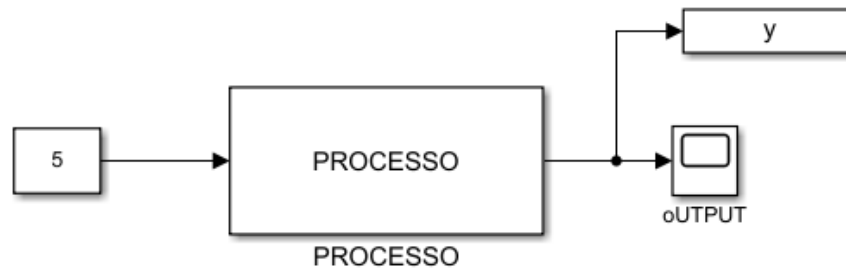 y
5
PROCESSO
oUTPUT
PROCESSO